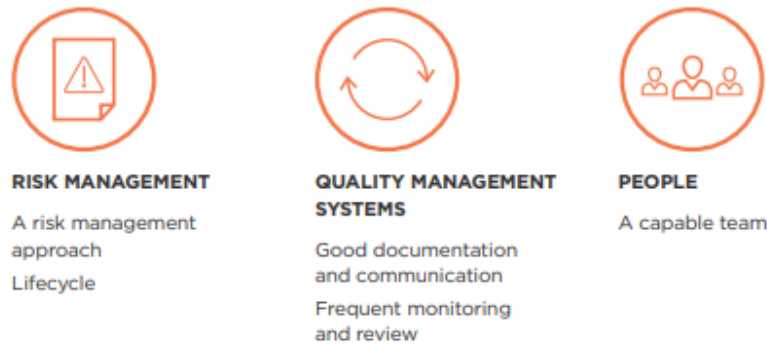 RISK MANAGEMENT
A risk management
approach
Lifecycle
QUALITY MANAGEMENT
SYSTEMS
Good documentation
and communication
Frequent monitoring
and review
PEOPLE
A capable team